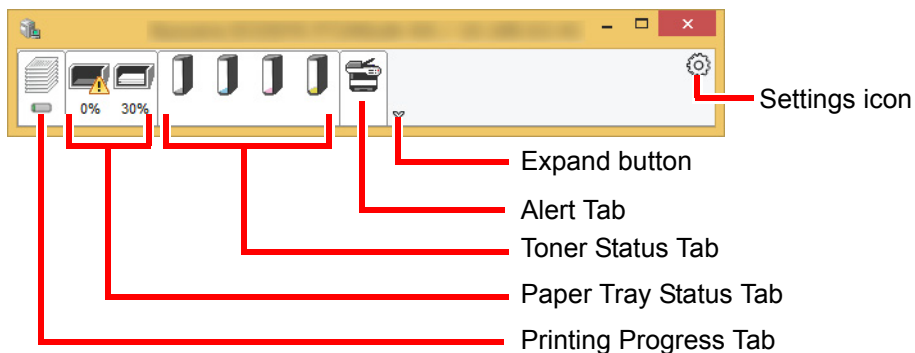 0% 30%
Settings icon
Expand button
Alert Tab
Toner Status Tab
Paper Tray Status Tab
Printing Progress Tab